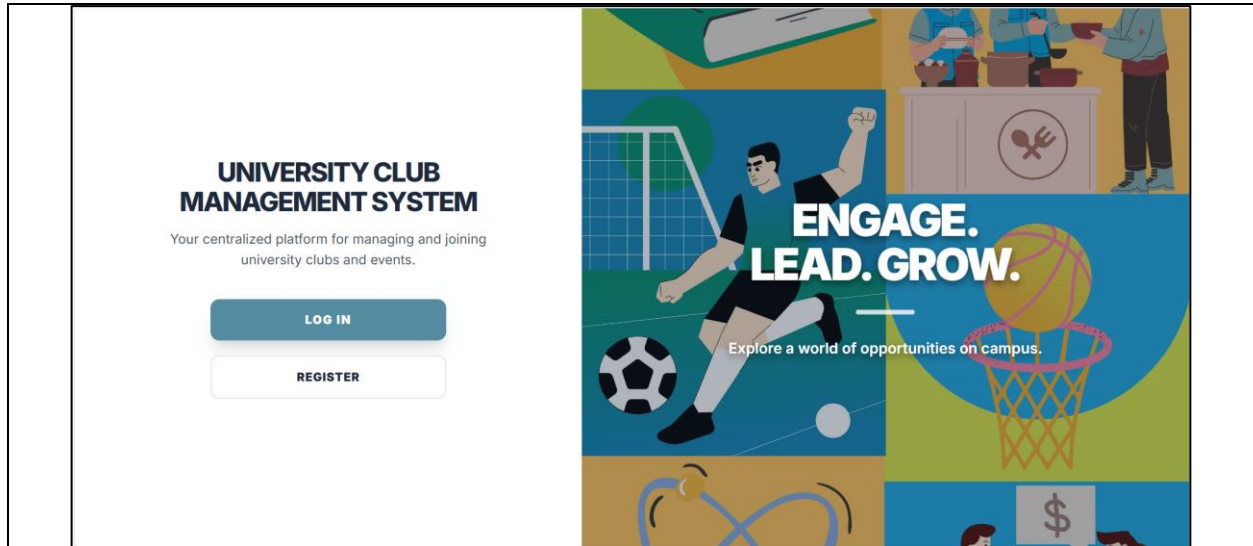 UNIVERSITY CLUB
MANAGEMENT SYSTEM
Your centralized platform for managing and joining
university clubs and events.
LOG IN
REGISTER
ENGAGE.
LEAD. GROW.
Explore a world of opportunities on campus.
$